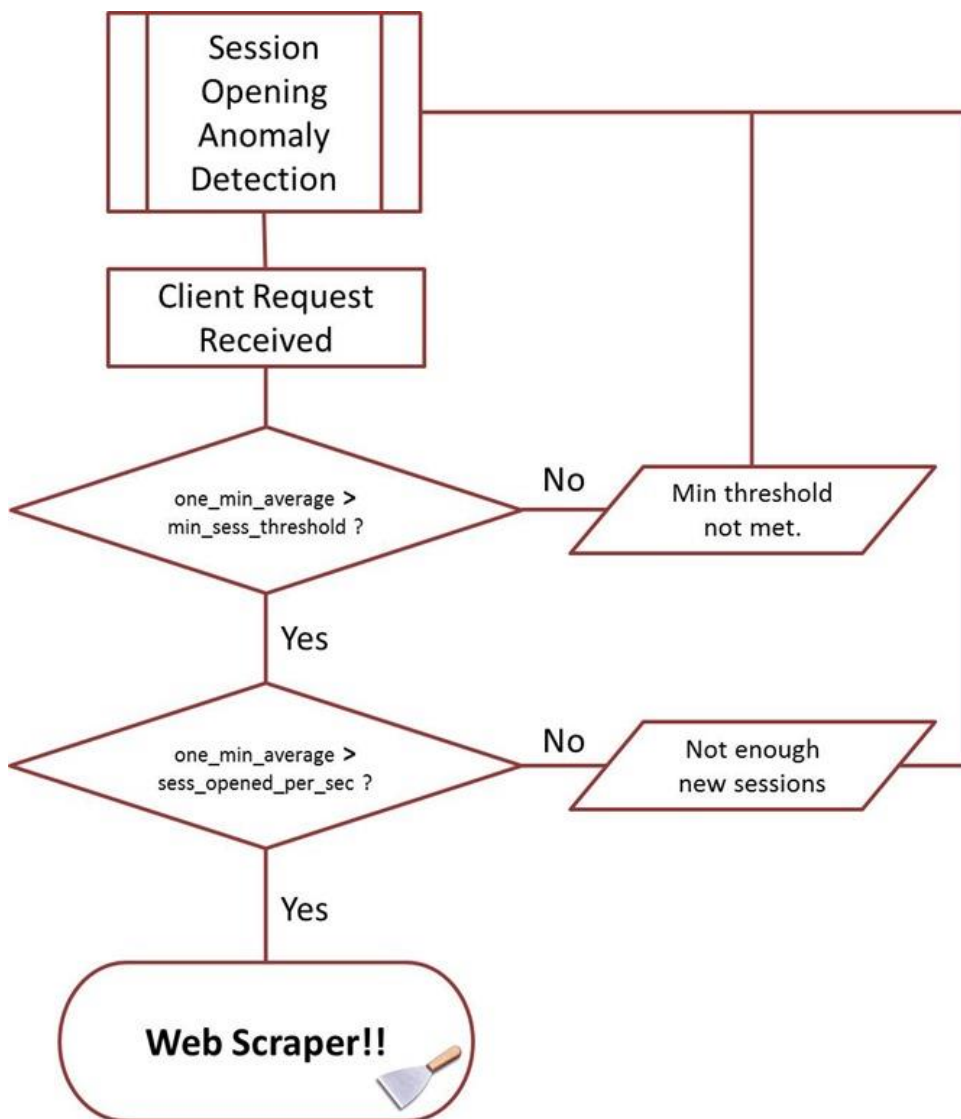 Session
Opening
Anomaly
Detection
Client Request
Received
one_min_average >
min_sess_threshold ?
No
Min threshold
not met.
Yes
one_min_average >
sess_opened_per_sec ?
No
Not enough
new sessions
Yes
Web Scraper!!